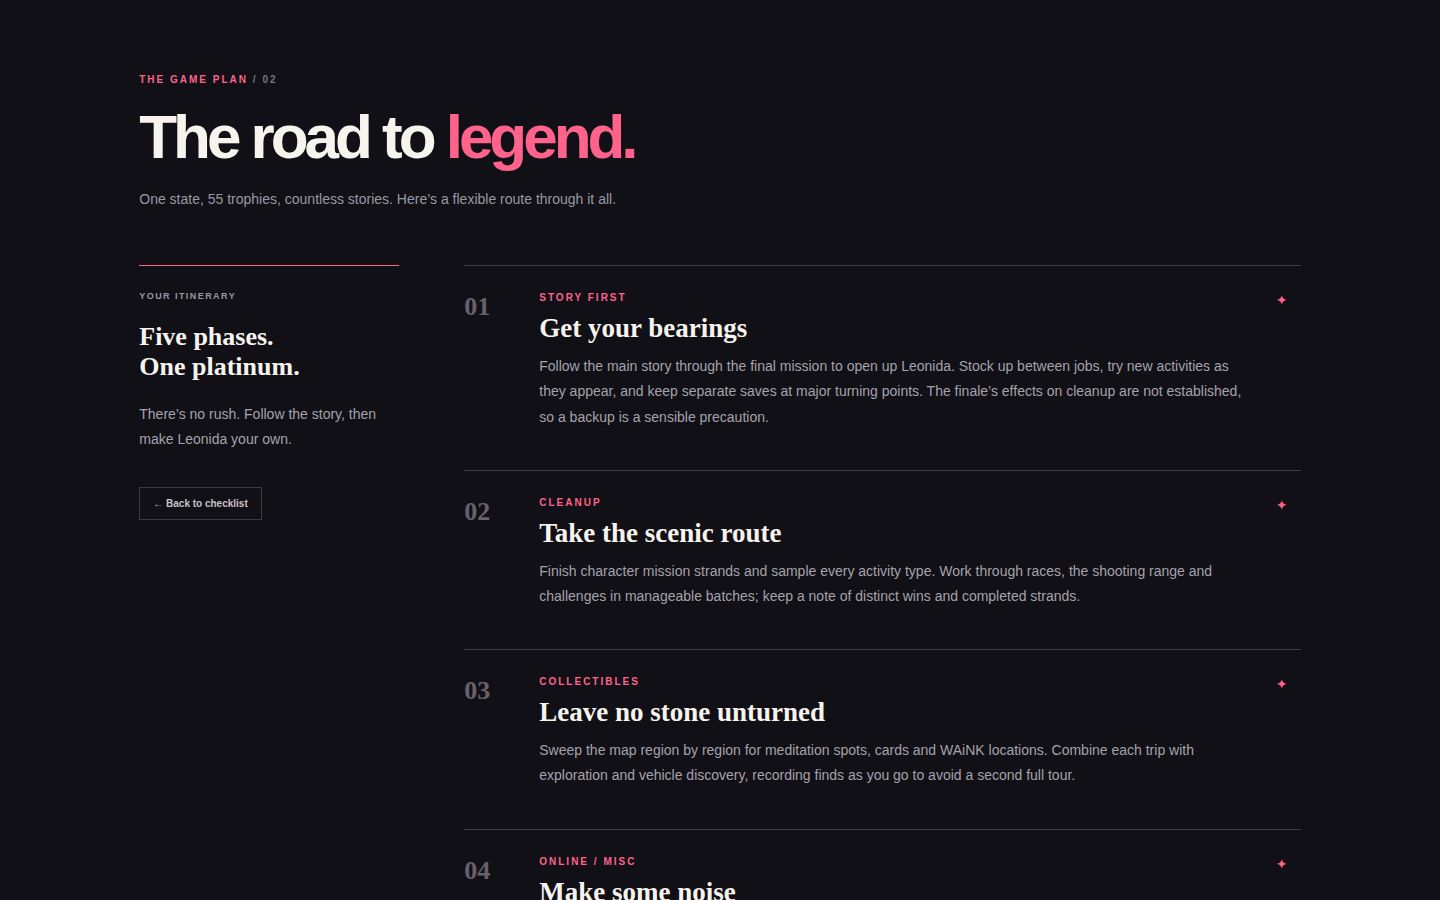 THE GAME PLAN / 02
The road to legend.
One state, 55 trophies, countless stories. Here’s a flexible route through it all.
YOUR ITINERARY
Five phases.
One platinum.
There’s no rush. Follow the story, then
make Leonida your own.
← Back to checklist
01
STORY FIRST
✦
Get your bearings
Follow the main story through the final mission to open up Leonida. Stock up between jobs, try new activities as
they appear, and keep separate saves at major turning points. The finale’s effects on cleanup are not established,
so a backup is a sensible precaution.
02
CLEANUP
✦
Take the scenic route
Finish character mission strands and sample every activity type. Work through races, the shooting range and
challenges in manageable batches; keep a note of distinct wins and completed strands.
03
COLLECTIBLES
✦
Leave no stone unturned
Sweep the map region by region for meditation spots, cards and WAiNK locations. Combine each trip with
exploration and vehicle discovery, recording finds as you go to avoid a second full tour.
04
ONLINE / MISC
✦
Make some noise